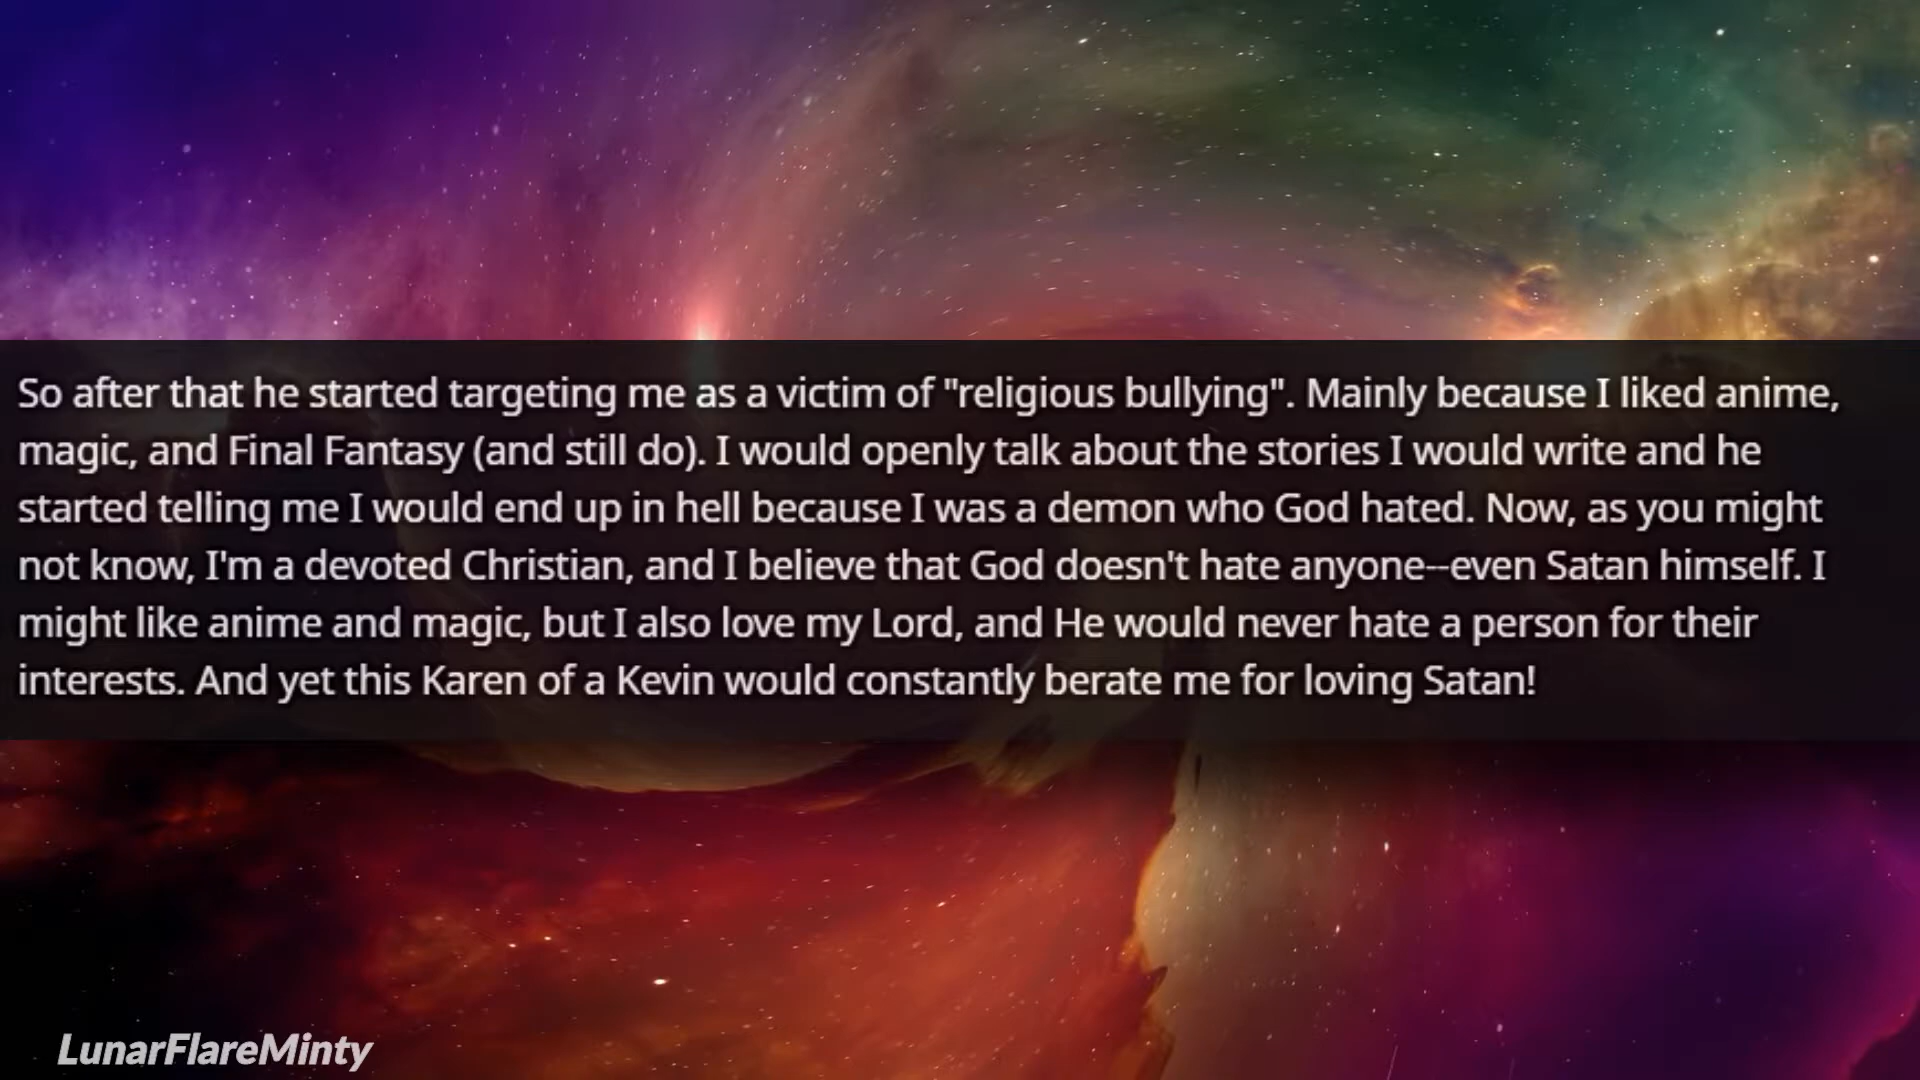 So after that he started targeting me as a victim of "religious bullying". Mainly because I liked anime,
magic, and Final Fantasy (and still do). I would openly talk about the stories I would write and he
started telling me I would end up in hell because I was a demon who God hated. Now, as you might
not know, I'm a devoted Christian, and I believe that God doesn't hate anyone--even Satan himself. I
might like anime and magic, but I also love my Lord, and He would never hate a person for their
interests. And yet this Karen of a Kevin would constantly berate me for loving Satan!
LunarFlareMinty